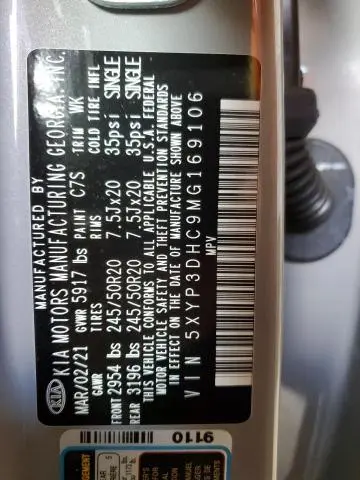 MANUFACTURED BY
KIA KIA MOTORS MANUFACTURING GEORGIA, INC.
MAR/02/21 GVWR 5917 lbs PAINT C7S TRIM WK
GAWR TIRES RIMS COLD TIRE INFL
FRONT 2954 lbs 245/50R20 7.5Jx20 35psi SINGLE
REAR 3196 lbs 245/50R20 7.5Jx20 35psi SINGLE
THIS VEHICLE CONFORMS TO ALL APPLICABLE U.S.A. FEDERAL
MOTOR VEHICLE SAFETY STANDARDS IN EFFECT ON THE DATE OF MANUFACTURE SHOWN ABOVE
VIN 5XYP3DHC9MG169106
MPV
9110